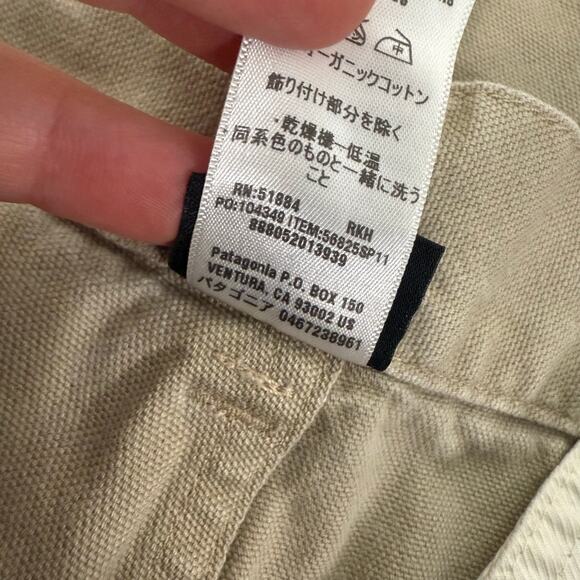 中
オーガニックコットン
飾り付け部分を除く
・乾燥機一低温
・同系色のものと一緒に洗う
こと
RN:51884 RKH
PO:104349 ITEM:56825SP11
888052013939
Patagonia P.O. BOX 150
VENTURA, CA 93002 US
パタゴニア 0467238961